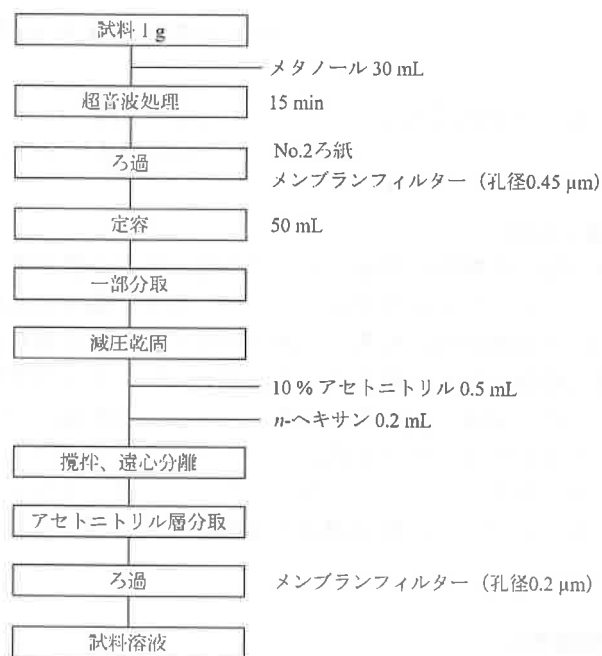 試料 1 g
メタノール 30 mL
超音波処理 15 min
No.2ろ紙
ろ過
メンブランフィルター（孔径0.45 μm）
定容 50 mL
一部分取
減圧乾固
10 % アセトニトリル 0.5 mL
n-ヘキサン 0.2 mL
攪拌、遠心分離
アセトニトリル層分取
ろ過 メンブランフィルター（孔径0.2 μm）
試料溶液